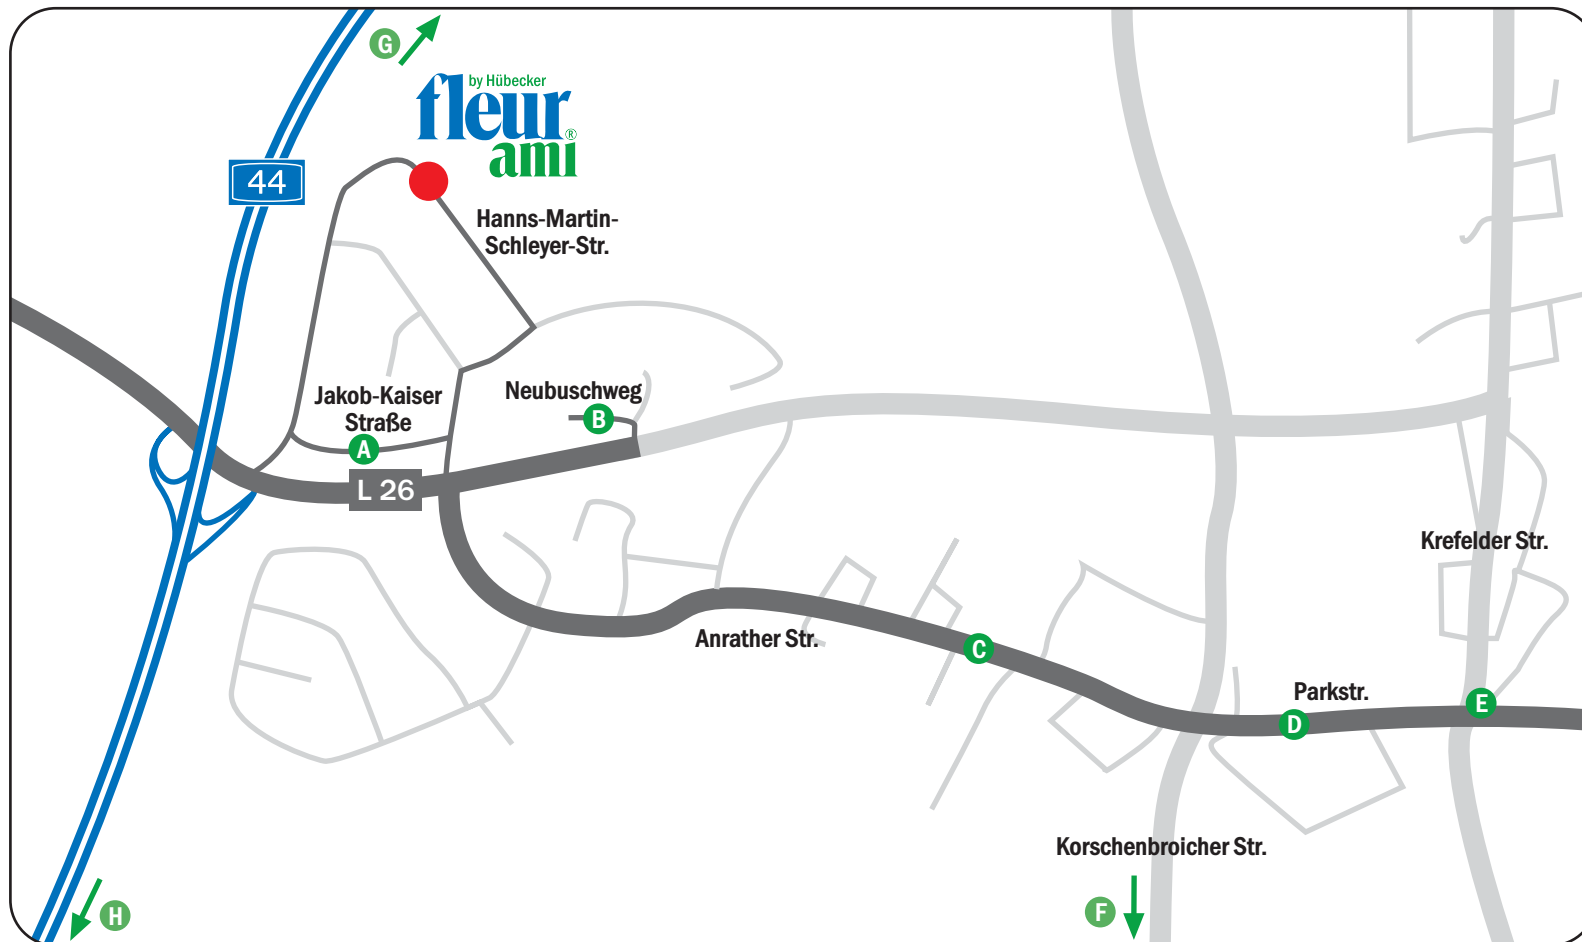 G
by Hübecker
fleur
ami®
44
Hanns-Martin-
Schleyer-Str.
Jakob-Kaiser
Straße
A
Neubuschweg
B
L 26
Krefelder Str.
Anrather Str.
C
Parkstr.
D
E
Korschenbroicher Str.
F
H